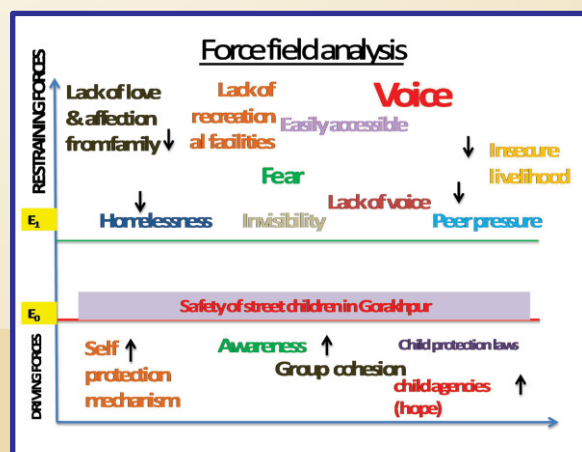 Force field analysis
RESTRAINING FORCES
Lack of love
& affection
from family
Lack of
recreation
al facilities
Voice
Easily accessible
Insecure
livelihood
Fear
Lack of voice
E1
Homelessness
Invisibility
Peer pressure
Safety of street children in Gorakhpur
E0
DRIVING FORCES
Self
protection
mechanism
Awareness
Group cohesion
Child protection laws
child agencies
(hope)